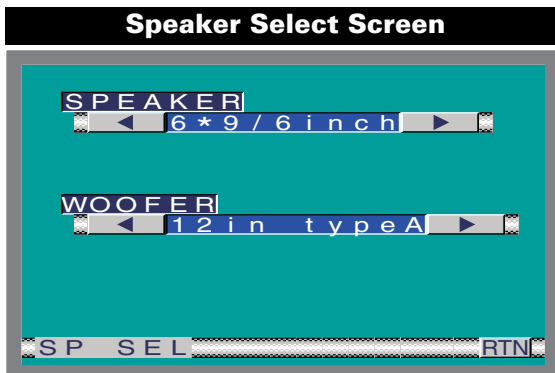 Speaker Select Screen
SPEAKER
◄ 6*9/6inch ►
WOOFER
◄ 12in typeA ►
SP SEL RTN